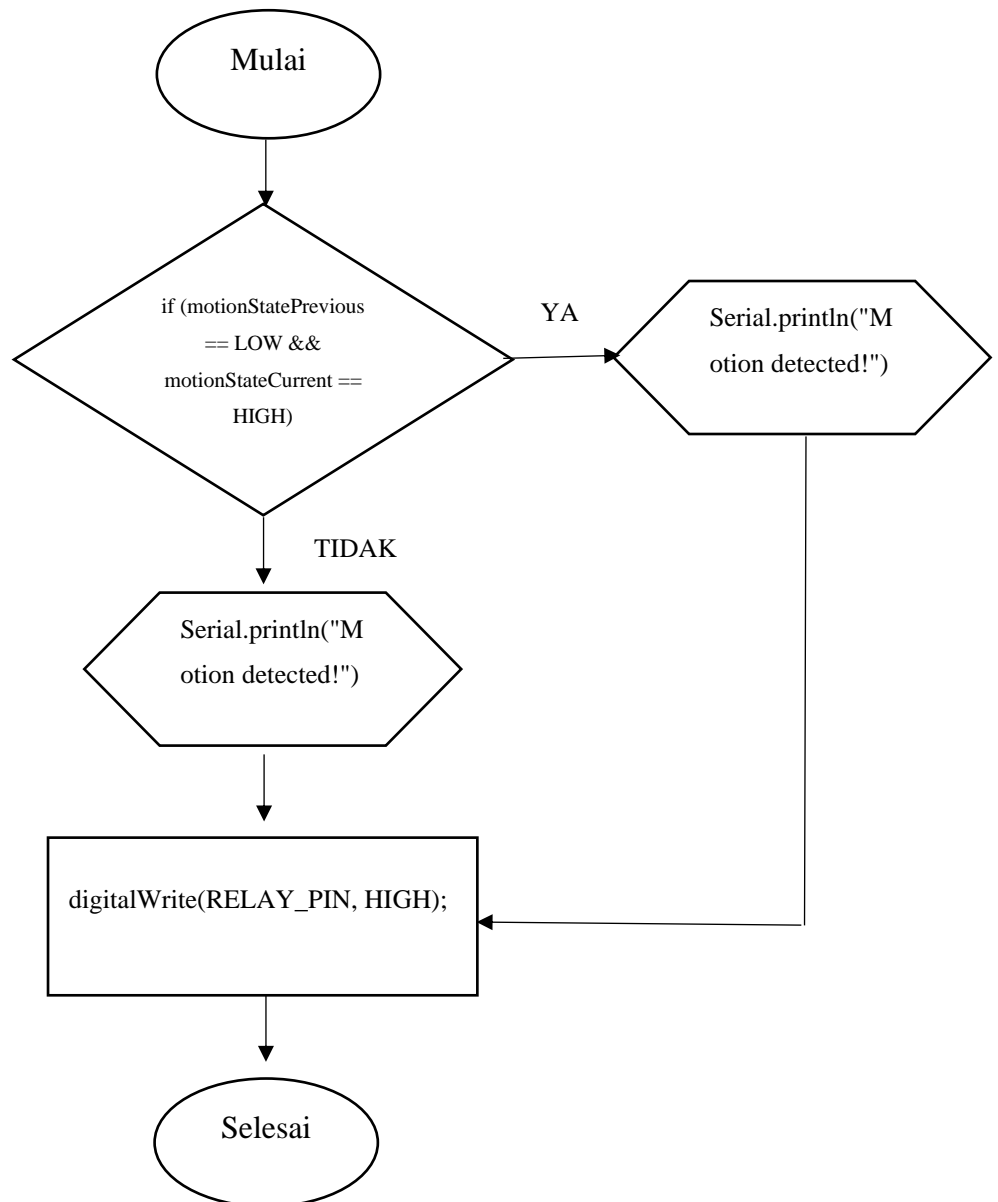 Mulai
if (motionStatePrevious
== LOW &&
motionStateCurrent ==
HIGH)
YA
Serial.println("M
otion detected!")
TIDAK
Serial.println("M
otion detected!")
digitalWrite(RELAY_PIN, HIGH);
Selesai